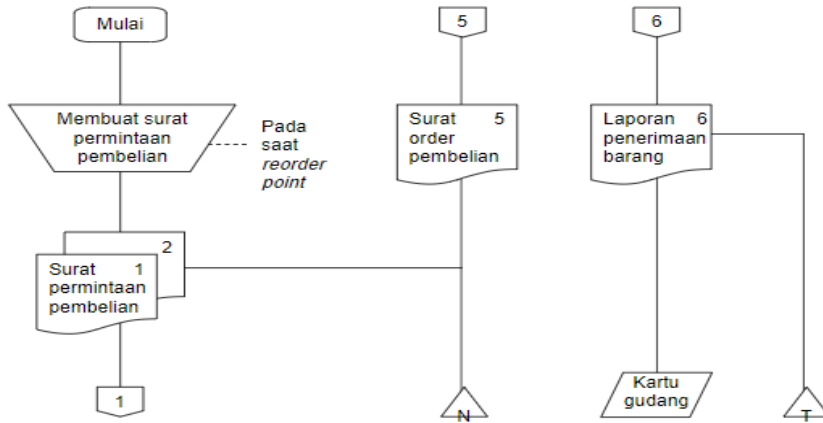 Mulai
Membuat surat
permintaan
pembelian
Pada
saat
reorder
point
2
Surat 1
permintaan
pembelian
1
5
Surat 5
order
pembelian
N
6
Laporan 6
penerimaan
barang
Kartu
gudang
T